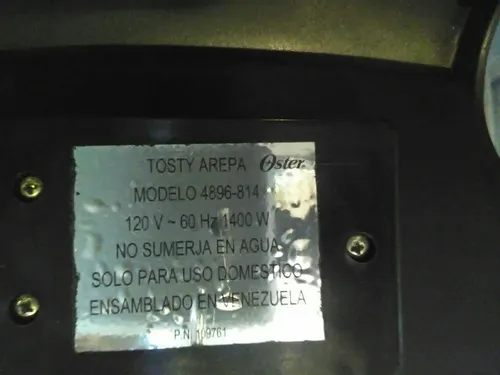 TOSTY AREPA Oster
MODELO 4896-814
120 V ~ 60 Hz 1400 W
NO SUMERJA EN AGUA
SOLO PARA USO DOMESTICO
ENSAMBLADO EN VENEZUELA
P.N. 109761